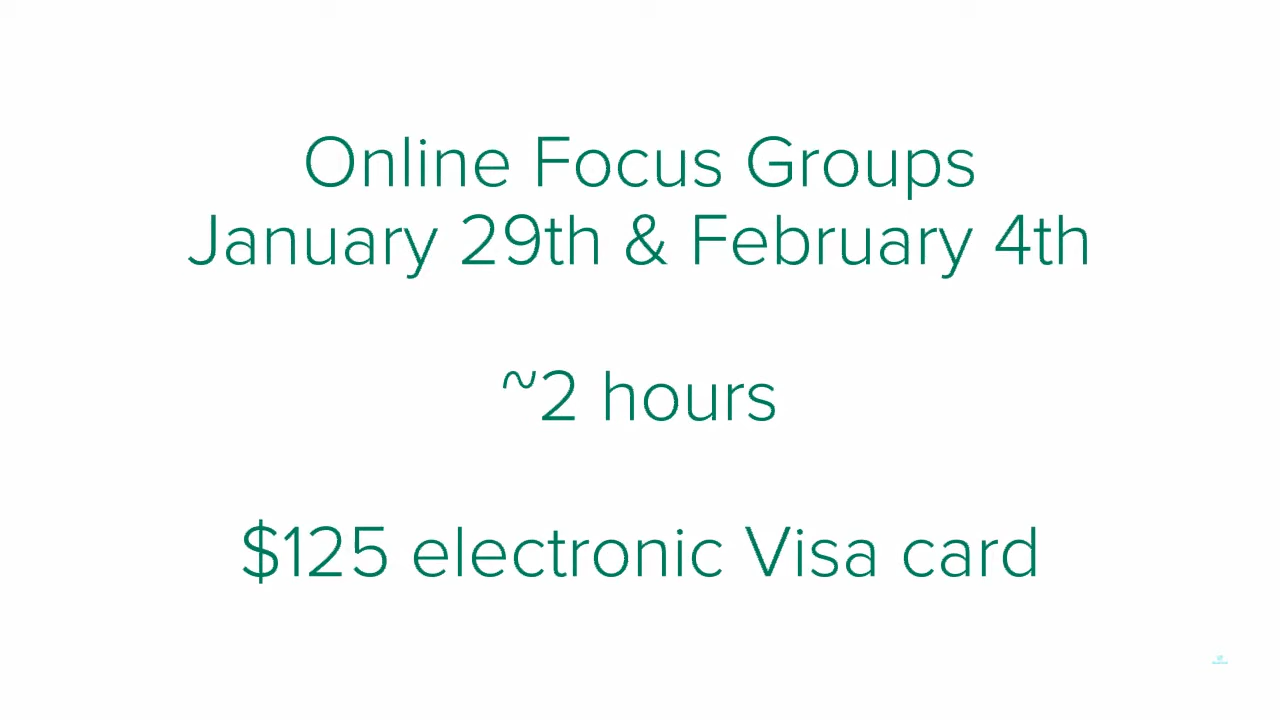 Online Focus Groups
January 29th & February 4th
~2 hours
$125 electronic Visa card